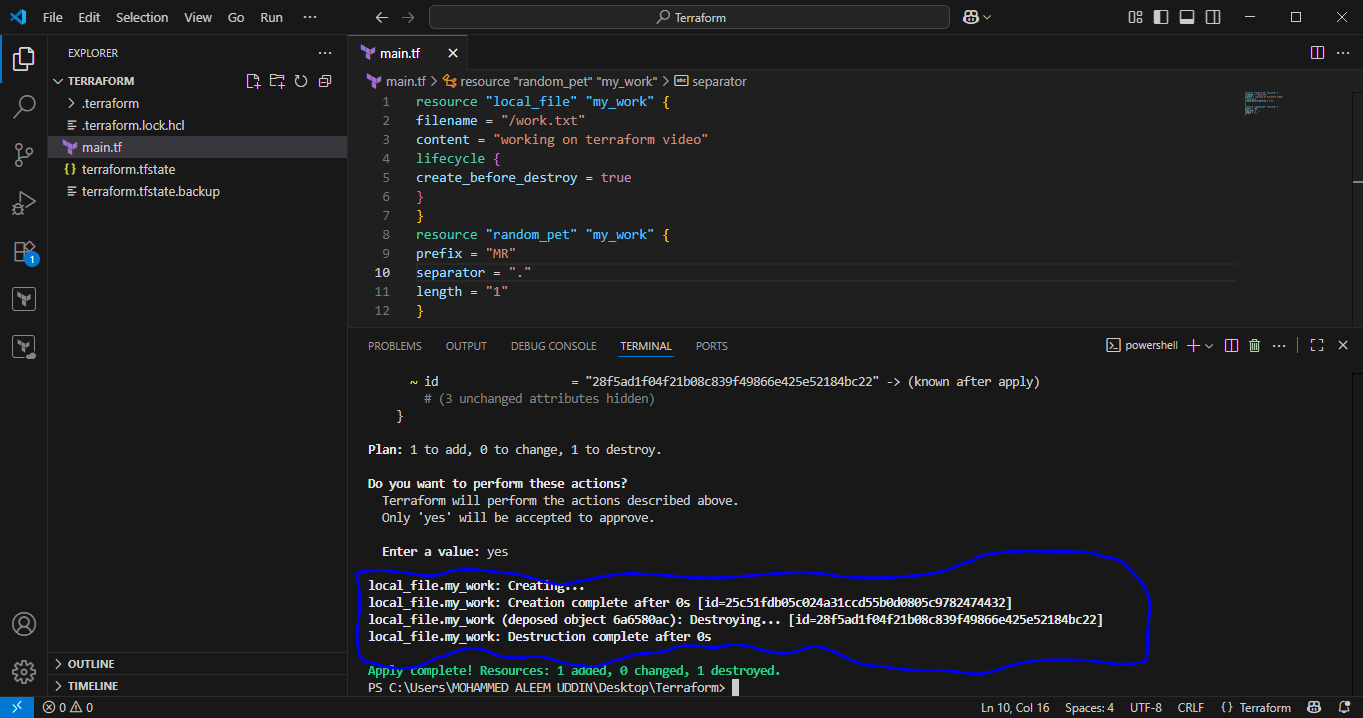 File Edit Selection View Go Run ···
Terraform
EXPLORER ···
TERRAFORM
.terraform
.terraform.lock.hcl
main.tf
{} terraform.tfstate
terraform.tfstate.backup
OUTLINE
TIMELINE
1
main.tf
main.tf > resource "random_pet" "my_work" > abc separator
1 resource "local_file" "my_work" {
2 filename = "/work.txt"
3 content = "working on terraform video"
4 lifecycle {
5 create_before_destroy = true
6 }
7 }
8 resource "random_pet" "my_work" {
9 prefix = "MR"
10 separator = "."
11 length = "1"
12 }
PROBLEMS OUTPUT DEBUG CONSOLE TERMINAL PORTS
powershell
~ id = "28f5ad1f04f21b08c839f49866e425e52184bc22" -> (known after apply)
# (3 unchanged attributes hidden)
}
Plan: 1 to add, 0 to change, 1 to destroy.
Do you want to perform these actions?
Terraform will perform the actions described above.
Only 'yes' will be accepted to approve.
Enter a value: yes
local_file.my_work: Creating...
local_file.my_work: Creation complete after 0s [id=25c51fdb05c024a31ccd55b0d0805c9782474432]
local_file.my_work (deposed object 6a6580ac): Destroying... [id=28f5ad1f04f21b08c839f49866e425e52184bc22]
local_file.my_work: Destruction complete after 0s
Apply complete! Resources: 1 added, 0 changed, 1 destroyed.
PS C:\Users\MOHAMMED ALEEM UDDIN\Desktop\Terraform>
0 0
Ln 10, Col 16 Spaces: 4 UTF-8 CRLF {} Terraform